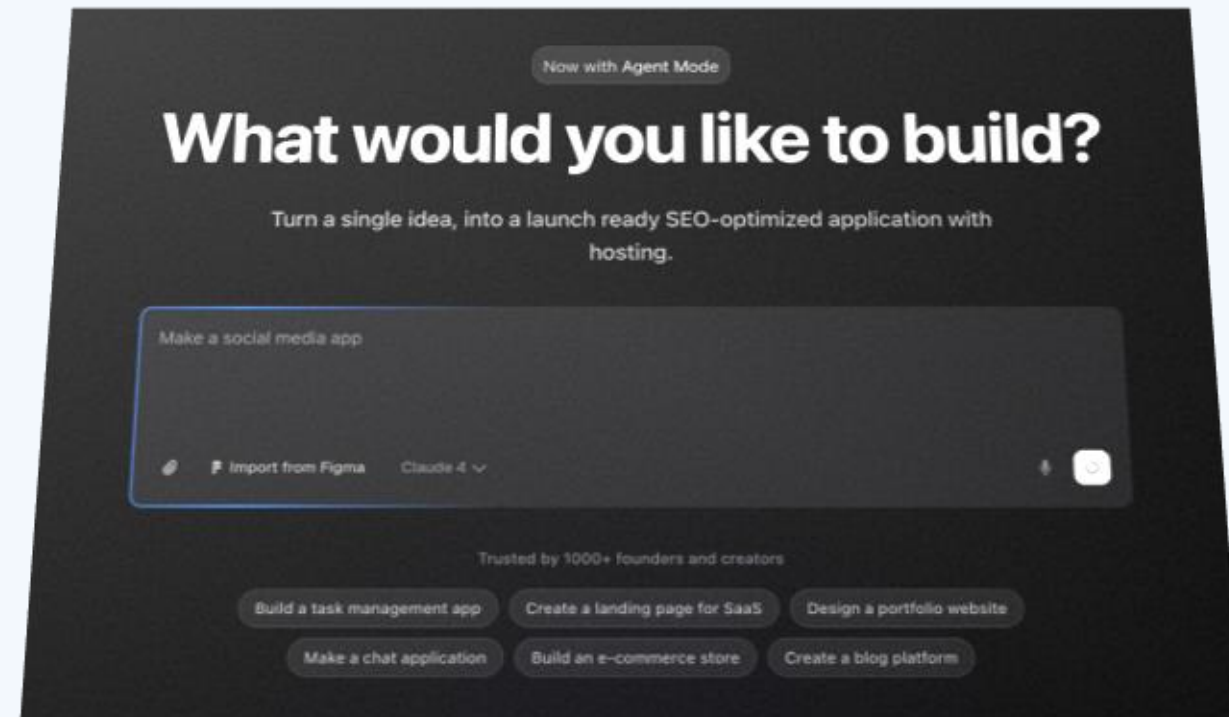 Now with Agent Mode
What would you like to build?
Turn a single idea, into a launch ready SEO-optimized application with
hosting.
Make a social media app
Import from Figma Claude 4
Trusted by 1000+ founders and creators
Build a task management app Create a landing page for SaaS Design a portfolio website
Make a chat application Build an e-commerce store Create a blog platform